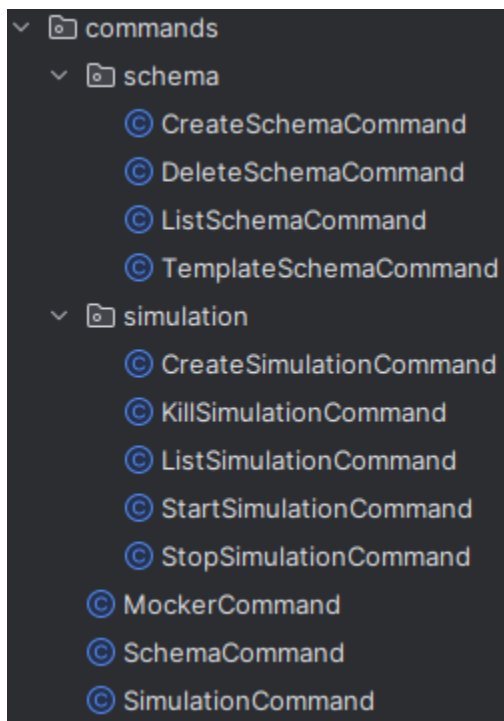 commands
schema
CreateSchemaCommand
DeleteSchemaCommand
ListSchemaCommand
TemplateSchemaCommand
simulation
CreateSimulationCommand
KillSimulationCommand
ListSimulationCommand
StartSimulationCommand
StopSimulationCommand
MockerCommand
SchemaCommand
SimulationCommand